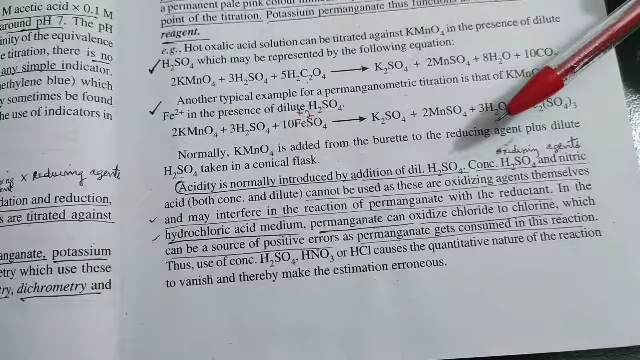 M acetic acid × 0.1 M
around pH 7. The pH
inity of the equivalence
e titration, there is no
any simple indicator.
methylene blue) which
y sometimes be found
he use of indicators in
× Reducing agents
dation and reduction,
s are titrated against
anganate, potassium
etry which use these
ry, dichrometry and
a permanent pale pink colour
point of the titration. Potassium permanganate thus functions
reagent.
e.g., Hot oxalic acid solution can be titrated against KMnO₄ in the presence of dilute
H₂SO₄ which may be represented by the following equation:
2KMnO₄ + 3H₂SO₄ + 5H₂C₂O₄ ⟶ K₂SO₄ + 2MnSO₄ + 8H₂O + 10CO₂
Another typical example for a permanganometric titration is that of KMnO
Fe²⁺ in the presence of dilute H₂SO₄.
+2
2KMnO₄ + 3H₂SO₄ + 10FeSO₄ ⟶ K₂SO₄ + 2MnSO₄ + 3H₂O (SO₄)₃
Normally, KMnO₄ is added from the burette to the reducing agent plus dilute
H₂SO₄ taken in a conical flask.
oxidizing agents
Acidity is normally introduced by addition of dil. H₂SO₄. Conc. H₂SO₄ and nitric
acid (both conc. and dilute) cannot be used as these are oxidizing agents themselves
and may interfere in the reaction of permanganate with the reductant. In the
hydrochloric acid medium, permanganate can oxidize chloride to chlorine, which
can be a source of positive errors as permanganate gets consumed in this reaction.
Thus, use of conc. H₂SO₄, HNO₃ or HCl causes the quantitative nature of the reaction
to vanish and thereby make the estimation erroneous.